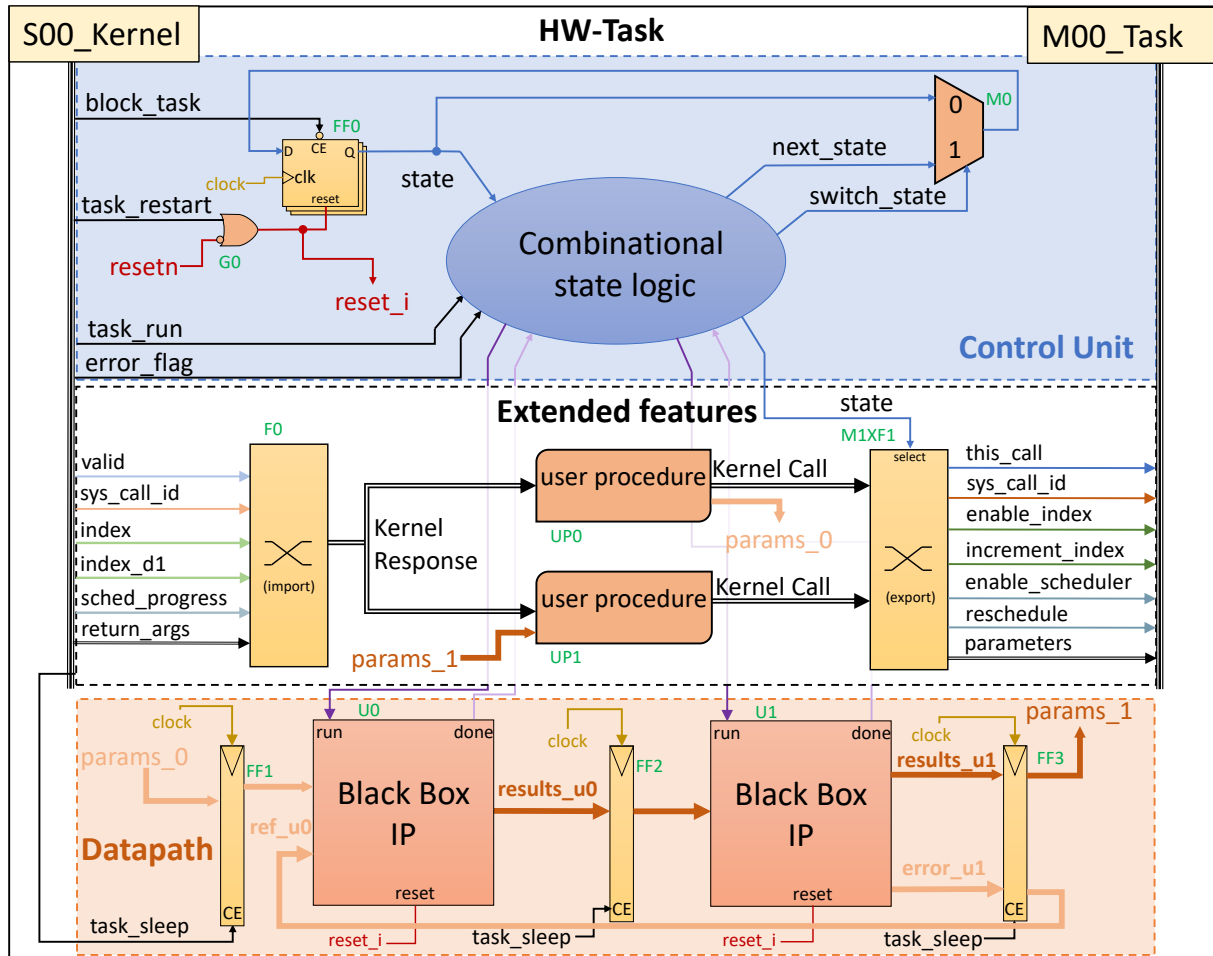 S00_Kernel
HW-Task
M00_Task
block_task
FF0
D
CE
Q
clk
reset
clock
state
task_restart
resetn
G0
reset_i
0
1
M0
next_state
switch_state
Combinational
state logic
task_run
error_flag
Control Unit
Extended features
state
F0
M1XF1
valid
sys_call_id
index
index_d1
sched_progress
return_args
(import)
Kernel
Response
user procedure
UP0
Kernel Call
params_0
user procedure
UP1
Kernel Call
params_1
select
(export)
this_call
sys_call_id
enable_index
increment_index
enable_scheduler
reschedule
parameters
clock
params_0
FF1
CE
task_sleep
Datapath
U0
run
done
Black Box
IP
reset
reset_i
ref_u0
results_u0
clock
FF2
CE
task_sleep
U1
run
done
Black Box
IP
reset
reset_i
results_u1
error_u1
clock
FF3
CE
task_sleep
params_1